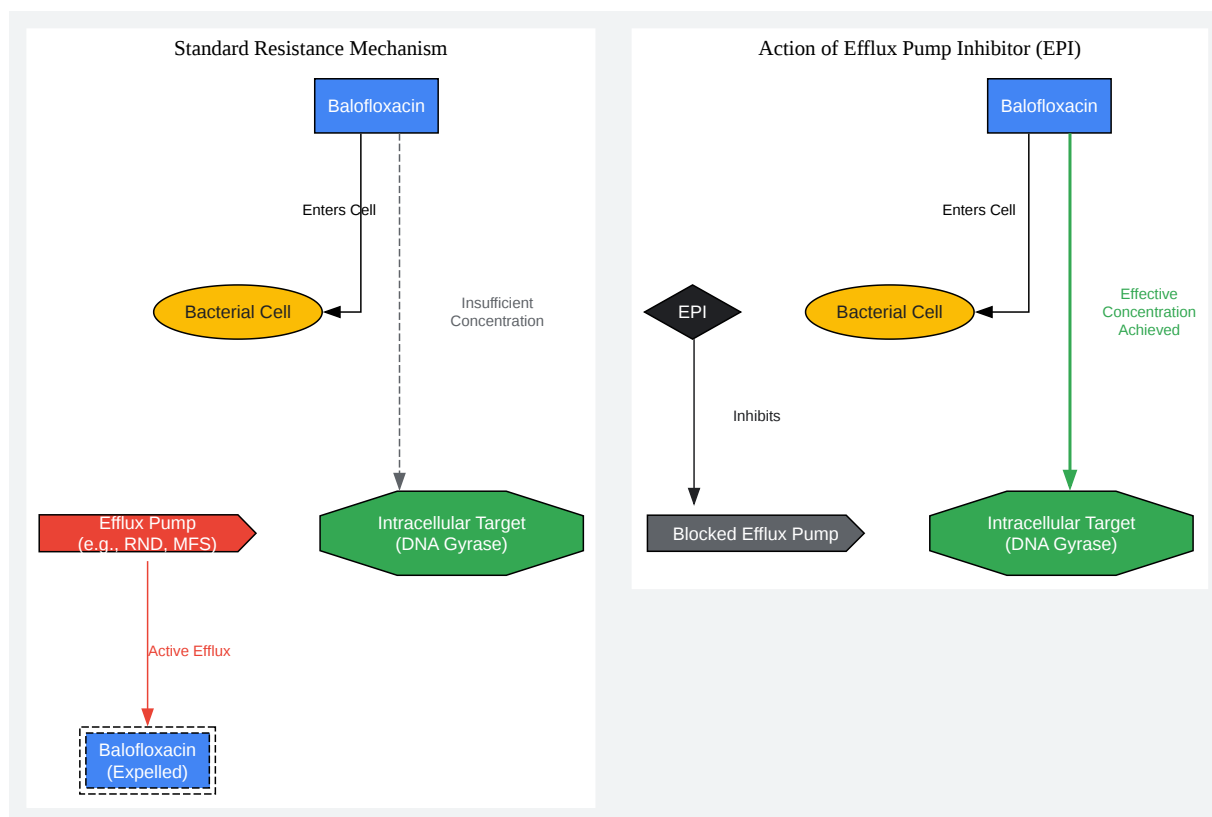 Standard Resistance Mechanism
Balofloxacin
Enters Cell
Bacterial Cell
Insufficient
Concentration
Efflux Pump
(e.g., RND, MFS)
Intracellular Target
(DNA Gyrase)
Active Efflux
Balofloxacin
(Expelled)
Action of Efflux Pump Inhibitor (EPI)
Balofloxacin
Enters Cell
EPI
Bacterial Cell
Effective
Concentration
Achieved
Inhibits
Blocked Efflux Pump
Intracellular Target
(DNA Gyrase)